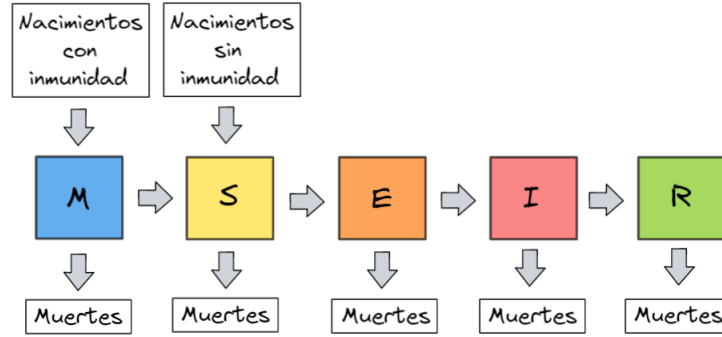 Nacimientos
con
inmunidad
Nacimientos
sin
inmunidad
M
S
E
I
R
Muertes
Muertes
Muertes
Muertes
Muertes